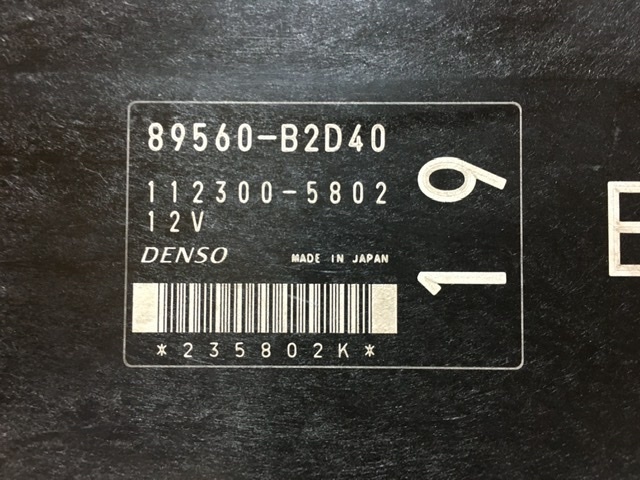 89560-B2D40
112300-5802
12V
DENSO MADE IN JAPAN
*235802K*
19
E